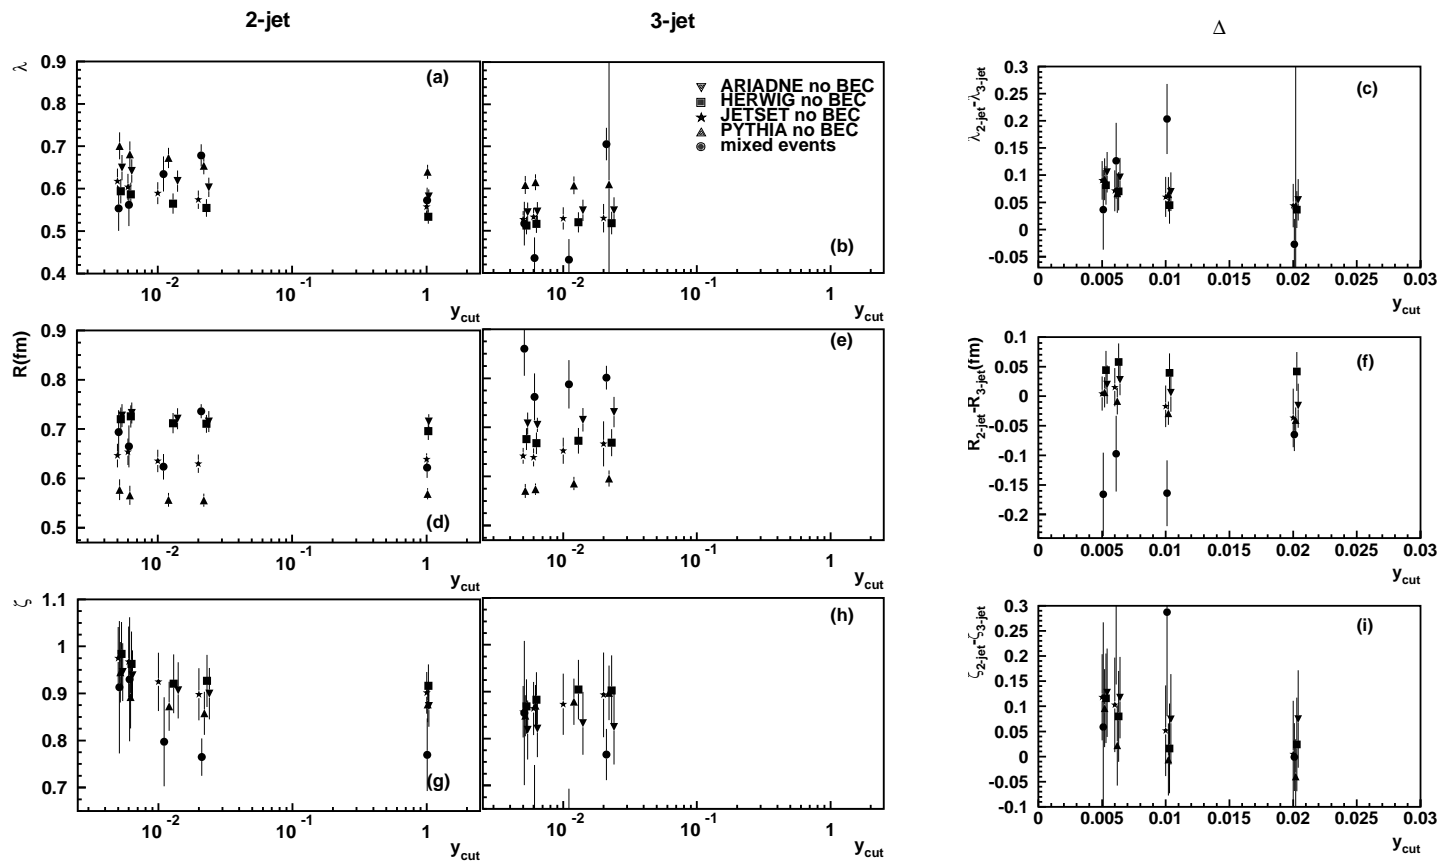 2-jet
3-jet
Δ
λ
0.9
0.8
0.7
0.6
0.5
0.4
(a)
10⁻²
10⁻¹
1
y_cut
ARIADNE no BEC
HERWIG no BEC
JETSET no BEC
PYTHIA no BEC
mixed events
(b)
10⁻²
10⁻¹
1
y_cut
λ_2-jet-λ_3-jet
0.3
0.25
0.2
0.15
0.1
0.05
0
-0.05
(c)
0
0.005
0.01
0.015
0.02
0.025
0.03
y_cut
R(fm)
0.9
0.8
0.7
0.6
0.5
(d)
10⁻²
10⁻¹
1
y_cut
(e)
10⁻²
10⁻¹
1
y_cut
R_2-jet-R_3-jet(fm)
0.1
0.05
0
-0.05
-0.1
-0.15
-0.2
(f)
0
0.005
0.01
0.015
0.02
0.025
0.03
y_cut
ζ
1.1
1
0.9
0.8
0.7
(g)
10⁻²
10⁻¹
1
y_cut
(h)
10⁻²
10⁻¹
1
y_cut
ζ_2-jet-ζ_3-jet
0.3
0.25
0.2
0.15
0.1
0.05
0
-0.05
-0.1
(i)
0
0.005
0.01
0.015
0.02
0.025
0.03
y_cut